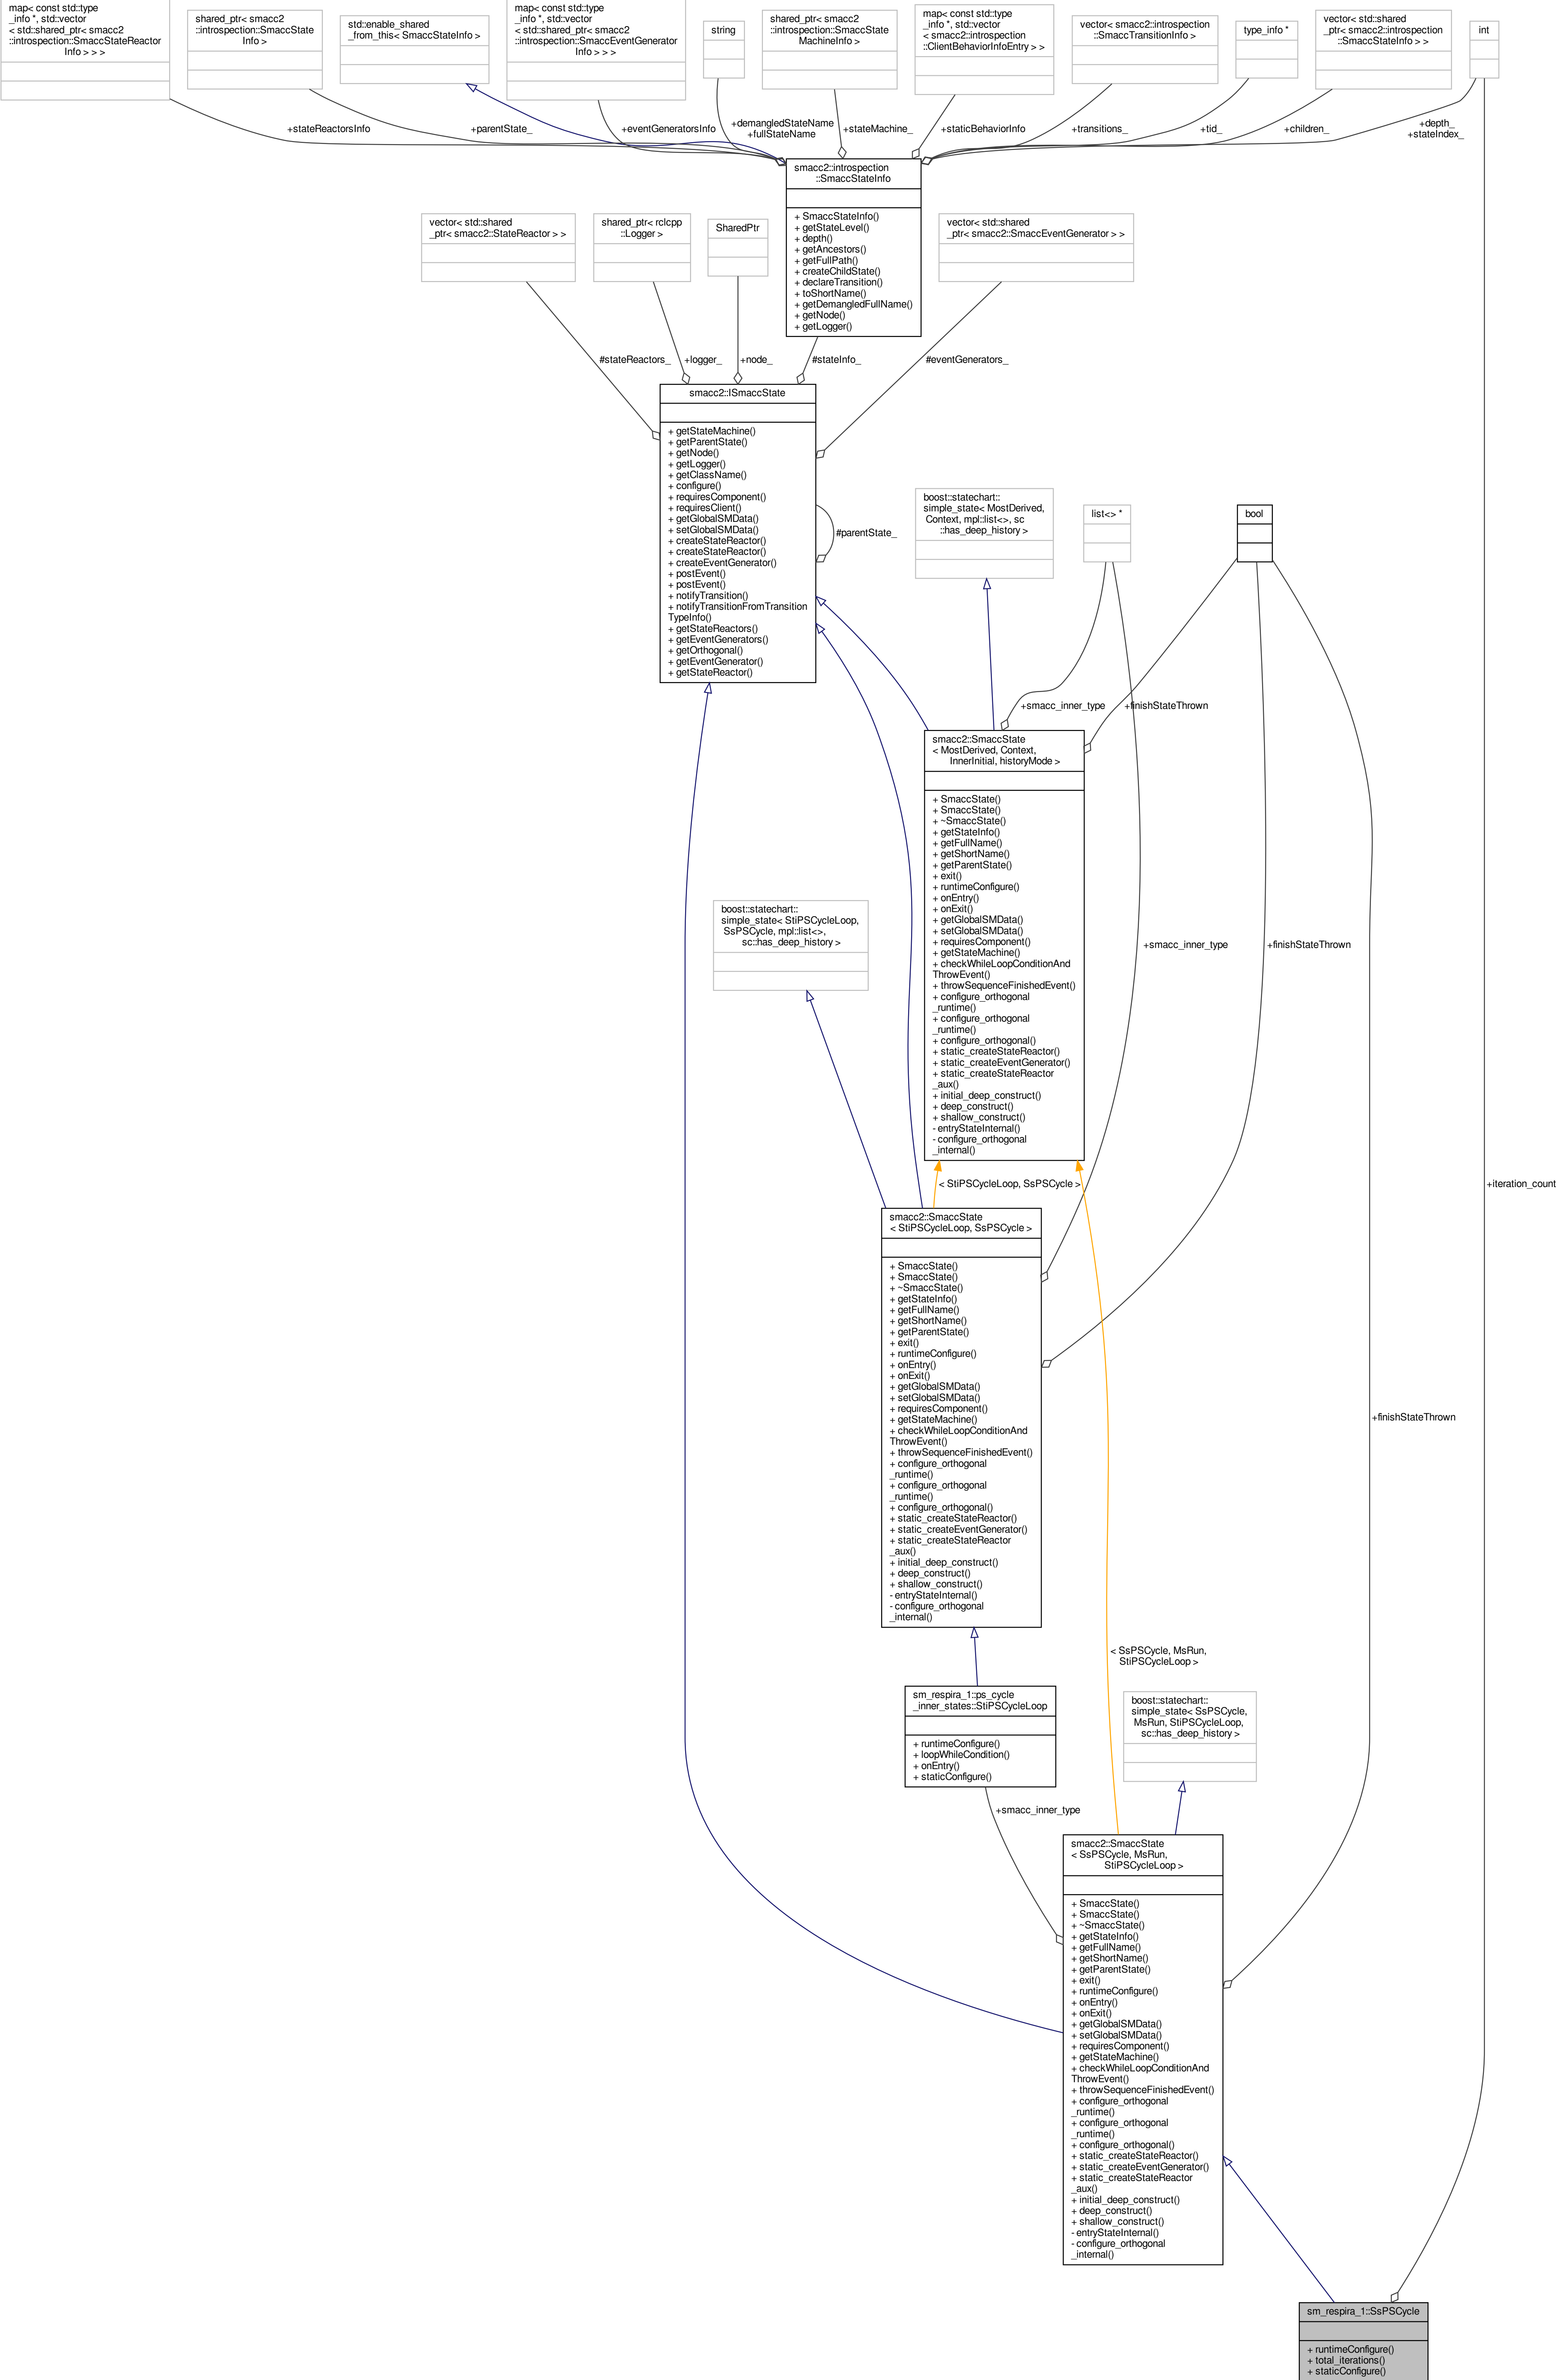 map< const std::type
_info *, std::vector
< std::shared_ptr< smacc2
::introspection::SmaccStateReactor
Info > > >
shared_ptr< smacc2
::introspection::SmaccState
Info >
std::enable_shared
_from_this< SmaccStateInfo >
map< const std::type
_info *, std::vector
< std::shared_ptr< smacc2
::introspection::SmaccEventGenerator
Info > > >
string
shared_ptr< smacc2
::introspection::SmaccState
MachineInfo >
map< const std::type
_info *, std::vector
< smacc2::introspection
::ClientBehaviorInfoEntry > >
vector< smacc2::introspection
::SmaccTransitionInfo >
type_info *
vector< std::shared
_ptr< smacc2::introspection
::SmaccStateInfo > >
int
+stateReactorsInfo
+parentState_
+eventGeneratorsInfo
+demangledStateName
+fullStateName
+stateMachine_
+staticBehaviorInfo
+transitions_
+tid_
+children_
+depth_
+stateIndex_
smacc2::introspection
::SmaccStateInfo
+ SmaccStateInfo()
+ getStateLevel()
+ depth()
+ getAncestors()
+ getFullPath()
+ createChildState()
+ declareTransition()
+ toShortName()
+ getDemangledFullName()
+ getNode()
+ getLogger()
vector< std::shared
_ptr< smacc2::StateReactor > >
shared_ptr< rclcpp
::Logger >
SharedPtr
vector< std::shared
_ptr< smacc2::SmaccEventGenerator > >
#stateReactors_
+logger_
+node_
#stateInfo_
#eventGenerators_
smacc2::ISmaccState
+ getStateMachine()
+ getParentState()
+ getNode()
+ getLogger()
+ getClassName()
+ configure()
+ requiresComponent()
+ requiresClient()
+ getGlobalSMData()
+ setGlobalSMData()
+ createStateReactor()
+ createStateReactor()
+ createEventGenerator()
+ postEvent()
+ postEvent()
+ notifyTransition()
+ notifyTransitionFromTransition
TypeInfo()
+ getStateReactors()
+ getEventGenerators()
+ getOrthogonal()
+ getEventGenerator()
+ getStateReactor()
#parentState_
boost::statechart::
simple_state< MostDerived,
Context, mpl::list<>, sc
::has_deep_history >
list<> *
bool
+smacc_inner_type
+finishStateThrown
smacc2::SmaccState
< MostDerived, Context,
InnerInitial, historyMode >
+ SmaccState()
+ SmaccState()
+ ~SmaccState()
+ getStateInfo()
+ getFullName()
+ getShortName()
+ getParentState()
+ exit()
+ runtimeConfigure()
+ onEntry()
+ onExit()
+ getGlobalSMData()
+ setGlobalSMData()
+ requiresComponent()
+ getStateMachine()
+ checkWhileLoopConditionAnd
ThrowEvent()
+ throwSequenceFinishedEvent()
+ configure_orthogonal
_runtime()
+ configure_orthogonal
_runtime()
+ configure_orthogonal()
+ static_createStateReactor()
+ static_createEventGenerator()
+ static_createStateReactor
_aux()
+ initial_deep_construct()
+ deep_construct()
+ shallow_construct()
- entryStateInternal()
- configure_orthogonal
_internal()
boost::statechart::
simple_state< StiPSCycleLoop,
SsPSCycle, mpl::list<>,
sc::has_deep_history >
+smacc_inner_type
+finishStateThrown
< StiPSCycleLoop, SsPSCycle >
+iteration_count
smacc2::SmaccState
< StiPSCycleLoop, SsPSCycle >
+ SmaccState()
+ SmaccState()
+ ~SmaccState()
+ getStateInfo()
+ getFullName()
+ getShortName()
+ getParentState()
+ exit()
+ runtimeConfigure()
+ onEntry()
+ onExit()
+ getGlobalSMData()
+ setGlobalSMData()
+ requiresComponent()
+ getStateMachine()
+ checkWhileLoopConditionAnd
ThrowEvent()
+ throwSequenceFinishedEvent()
+ configure_orthogonal
_runtime()
+ configure_orthogonal
_runtime()
+ configure_orthogonal()
+ static_createStateReactor()
+ static_createEventGenerator()
+ static_createStateReactor
_aux()
+ initial_deep_construct()
+ deep_construct()
+ shallow_construct()
- entryStateInternal()
- configure_orthogonal
_internal()
+finishStateThrown
< SsPSCycle, MsRun,
StiPSCycleLoop >
sm_respira_1::ps_cycle
_inner_states::StiPSCycleLoop
+ runtimeConfigure()
+ loopWhileCondition()
+ onEntry()
+ staticConfigure()
boost::statechart::
simple_state< SsPSCycle,
MsRun, StiPSCycleLoop,
sc::has_deep_history >
+smacc_inner_type
smacc2::SmaccState
< SsPSCycle, MsRun,
StiPSCycleLoop >
+ SmaccState()
+ SmaccState()
+ ~SmaccState()
+ getStateInfo()
+ getFullName()
+ getShortName()
+ getParentState()
+ exit()
+ runtimeConfigure()
+ onEntry()
+ onExit()
+ getGlobalSMData()
+ setGlobalSMData()
+ requiresComponent()
+ getStateMachine()
+ checkWhileLoopConditionAnd
ThrowEvent()
+ throwSequenceFinishedEvent()
+ configure_orthogonal
_runtime()
+ configure_orthogonal
_runtime()
+ configure_orthogonal()
+ static_createStateReactor()
+ static_createEventGenerator()
+ static_createStateReactor
_aux()
+ initial_deep_construct()
+ deep_construct()
+ shallow_construct()
- entryStateInternal()
- configure_orthogonal
_internal()
sm_respira_1::SsPSCycle
+ runtimeConfigure()
+ total_iterations()
+ staticConfigure()